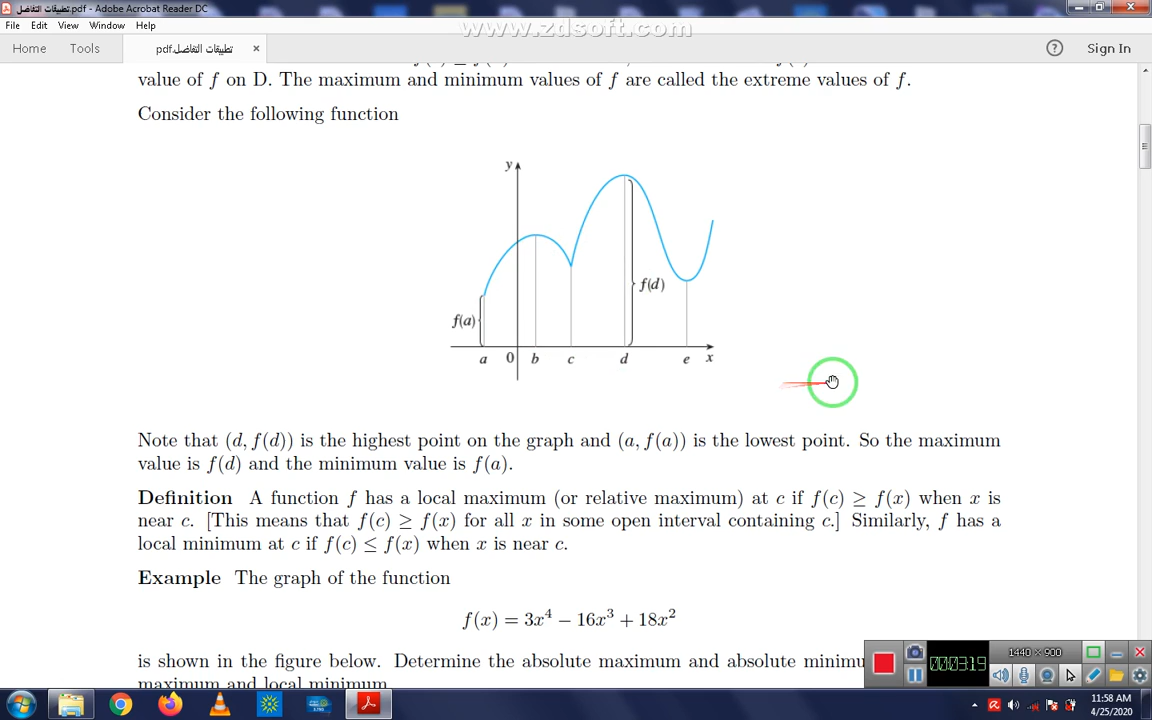 تطبيقات التفاضل.pdf - Adobe Acrobat Reader DC
www.zdsoft.com
File Edit View Window Help
Home Tools تطبيقات التفاضل.pdf × ? Sign In
value of f on D. The maximum and minimum values of f are called the extreme values of f.
Consider the following function
y
f(d)
f(a)
a 0 b c d e x
Note that (d, f(d)) is the highest point on the graph and (a, f(a)) is the lowest point. So the maximum
value is f(d) and the minimum value is f(a).
Definition A function f has a local maximum (or relative maximum) at c if f(c) ≥ f(x) when x is
near c. [This means that f(c) ≥ f(x) for all x in some open interval containing c.] Similarly, f has a
local minimum at c if f(c) ≤ f(x) when x is near c.
Example The graph of the function
f(x) = 3x⁴ − 16x³ + 18x²
is shown in the figure below. Determine the absolute maximum and absolute minimu
maximum and local minimum.
1440 × 900
000319
11:58 AM
4/25/2020